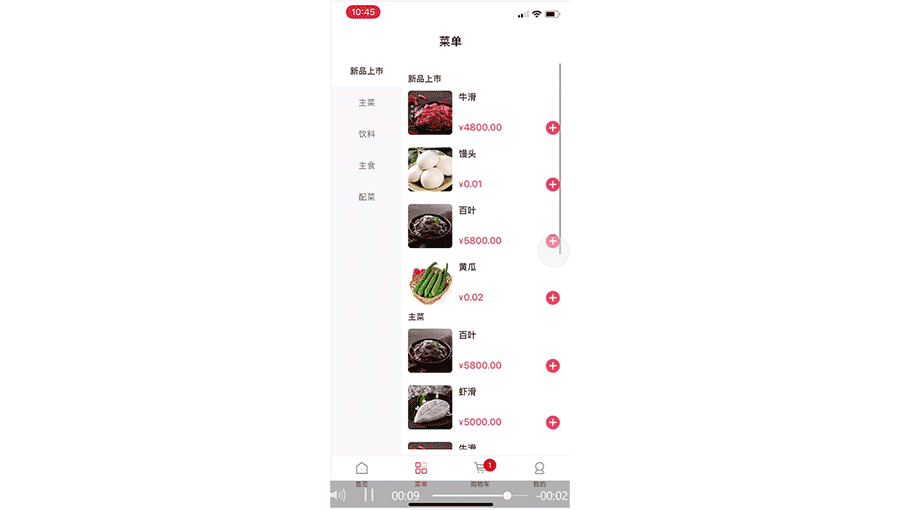 10:45
菜单
新品上市
主菜
饮料
主食
配菜
新品上市
牛滑
¥4800.00
馒头
¥0.01
百叶
¥5800.00
黄瓜
¥0.02
主菜
百叶
¥5800.00
虾滑
¥5000.00
牛滑
1
首页
菜单
购物车
我的
00:09
-00:02